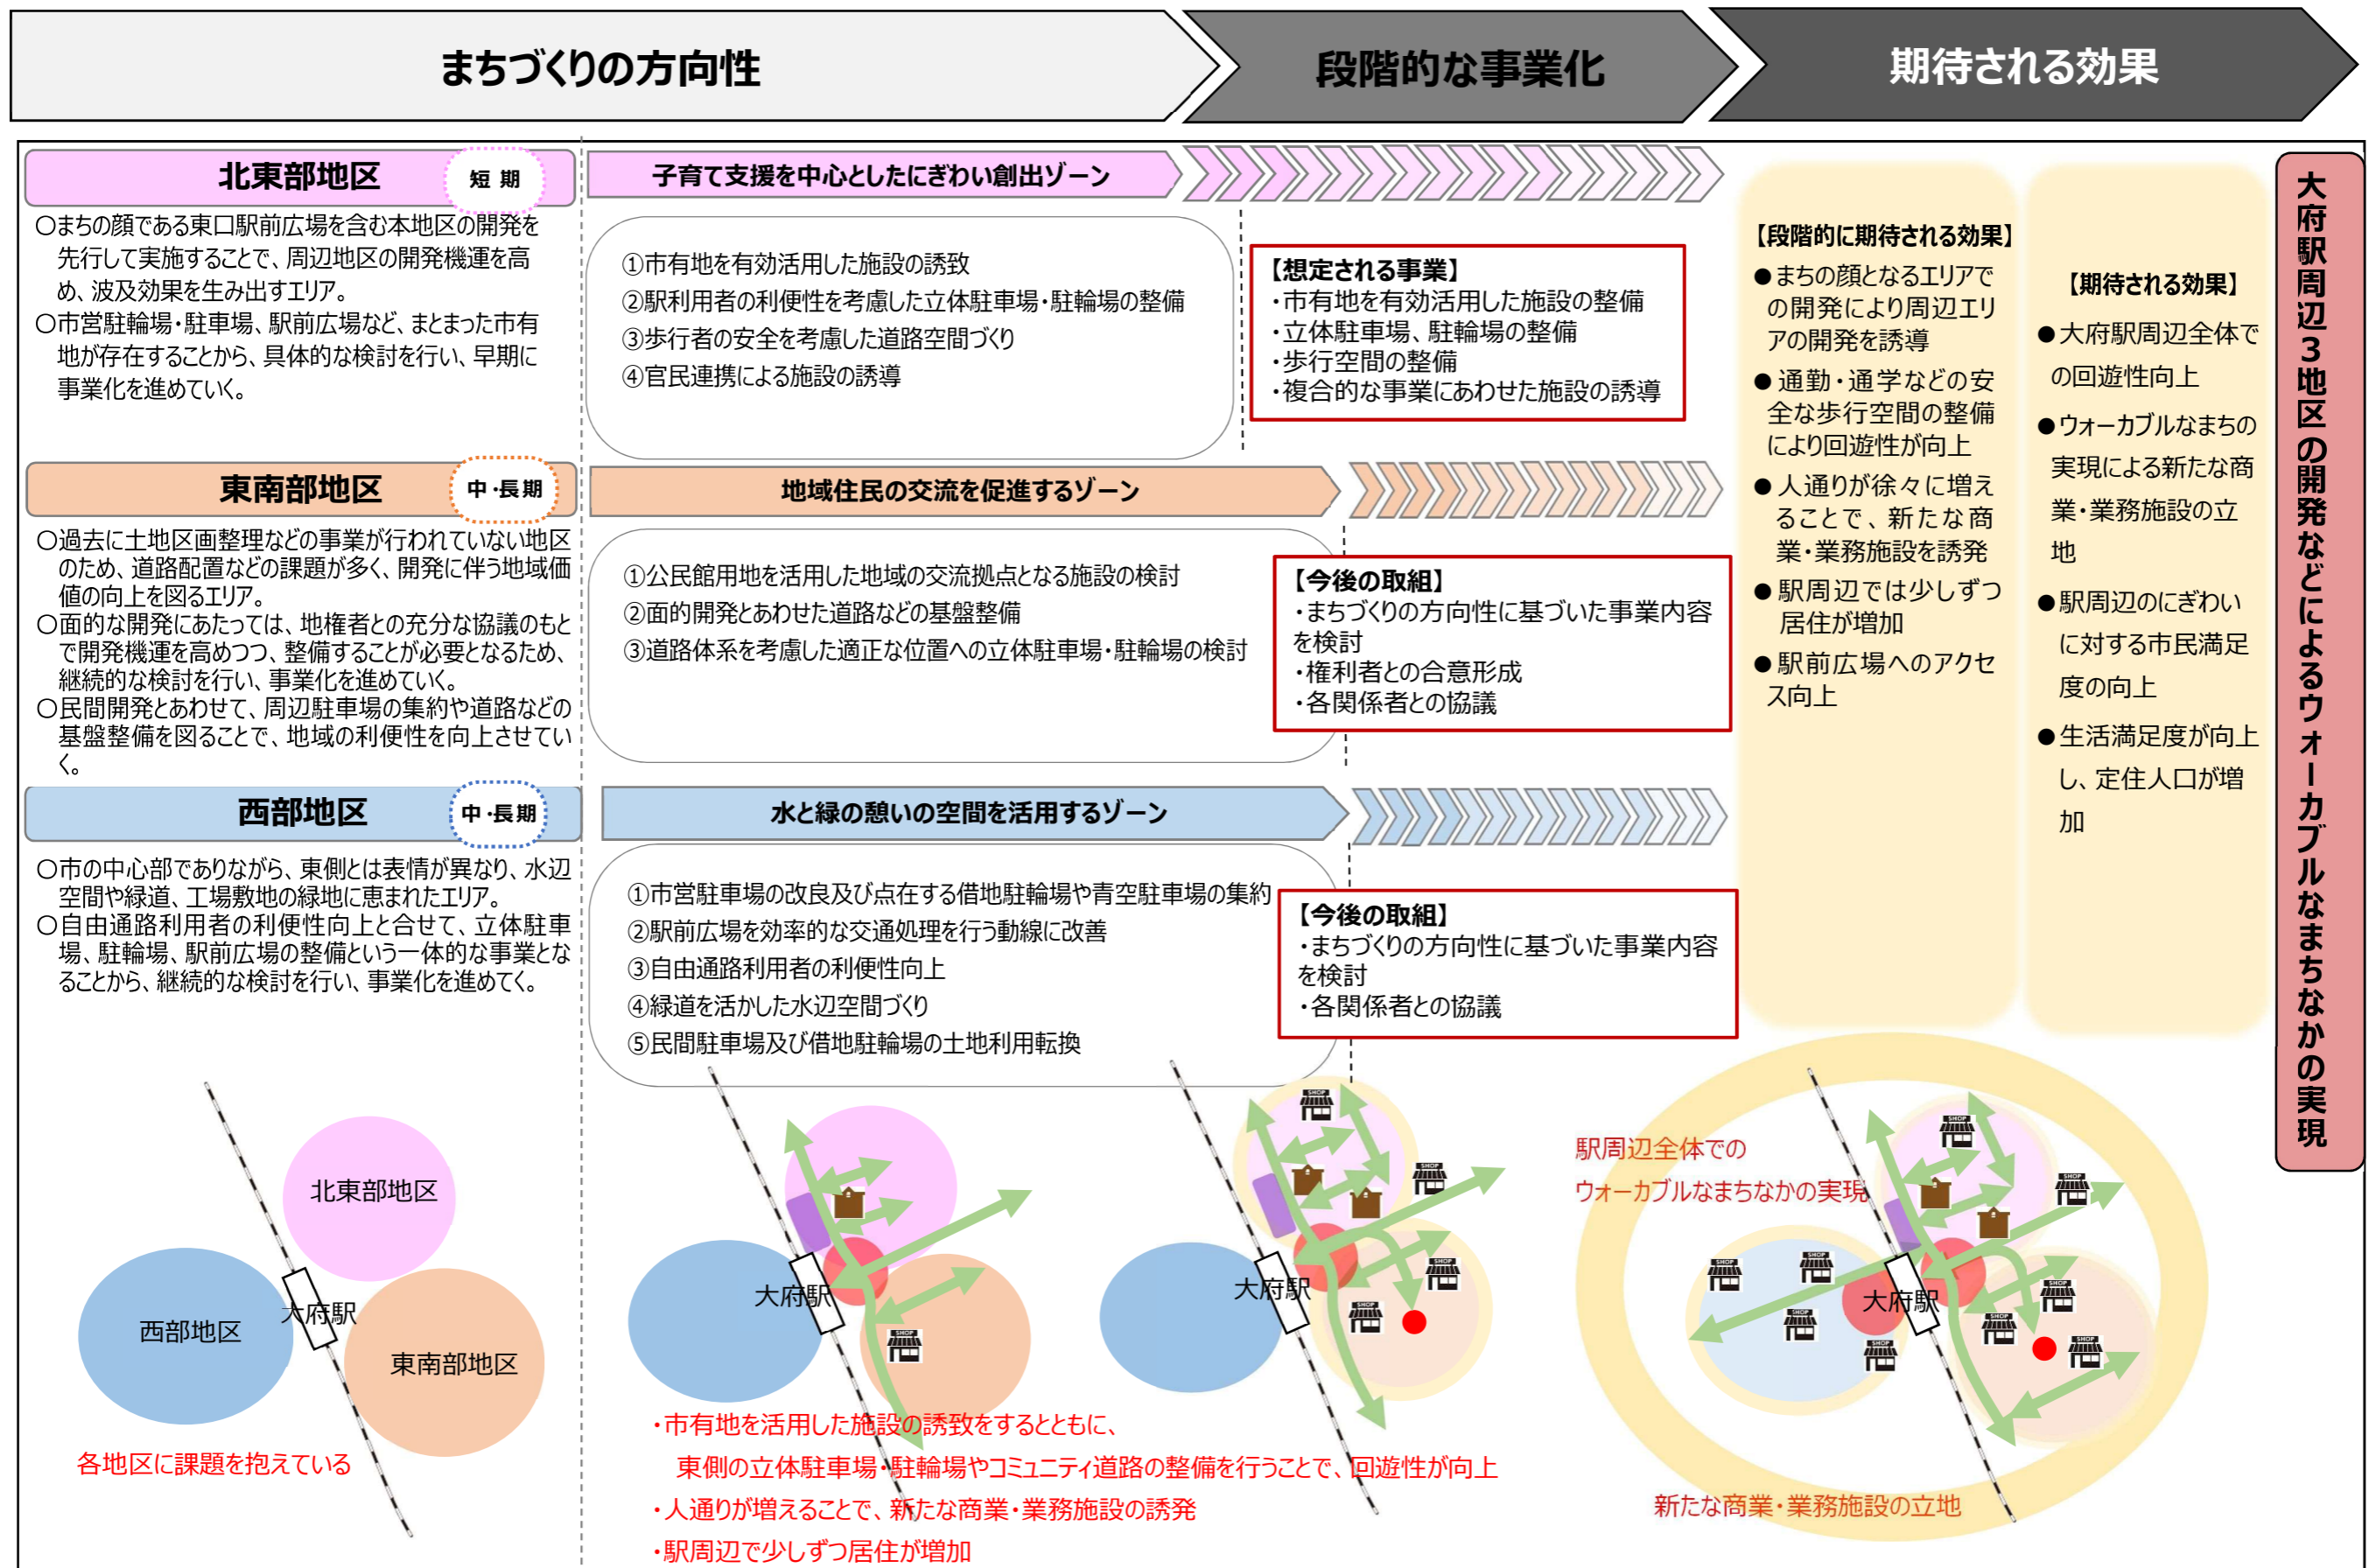 まちづくりの方向性
段階的な事業化
期待される効果
北東部地区
短 期
〇まちの顔である東口駅前広場を含む本地区の開発を
先行して実施することで、周辺地区の開発機運を高
め、波及効果を生み出すエリア。
〇市営駐輪場・駐車場、駅前広場など、まとまった市有
地が存在することから、具体的な検討を行い、早期に
事業化を進めていく。
子育て支援を中心としたにぎわい創出ゾーン
①市有地を有効活用した施設の誘致
②駅利用者の利便性を考慮した立体駐車場・駐輪場の整備
③歩行者の安全を考慮した道路空間づくり
④官民連携による施設の誘導
【想定される事業】
・市有地を有効活用した施設の整備
・立体駐車場、駐輪場の整備
・歩行空間の整備
・複合的な事業にあわせた施設の誘導
東南部地区
中・長期
〇過去に土地区画整理などの事業が行われていない地区
のため、道路配置などの課題が多く、開発に伴う地域価
値の向上を図るエリア。
〇面的な開発にあたっては、地権者との充分な協議のもと
で開発機運を高めつつ、整備することが必要となるため、
継続的な検討を行い、事業化を進めていく。
〇民間開発とあわせて、周辺駐車場の集約や道路などの
基盤整備を図ることで、地域の利便性を向上させてい
く。
地域住民の交流を促進するゾーン
①公民館用地を活用した地域の交流拠点となる施設の検討
②面的開発とあわせた道路などの基盤整備
③道路体系を考慮した適正な位置への立体駐車場・駐輪場の検討
【今後の取組】
・まちづくりの方向性に基づいた事業内容
を検討
・権利者との合意形成
・各関係者との協議
西部地区
中・長期
〇市の中心部でありながら、東側とは表情が異なり、水辺
空間や緑道、工場敷地の緑地に恵まれたエリア。
〇自由通路利用者の利便性向上と合せて、立体駐車
場、駐輪場、駅前広場の整備という一体的な事業とな
ることから、継続的な検討を行い、事業化を進めてく。
水と緑の憩いの空間を活用するゾーン
①市営駐車場の改良及び点在する借地駐輪場や青空駐車場の集約
②駅前広場を効率的な交通処理を行う動線に改善
③自由通路利用者の利便性向上
④緑道を活かした水辺空間づくり
⑤民間駐車場及び借地駐輪場の土地利用転換
【今後の取組】
・まちづくりの方向性に基づいた事業内容
を検討
・各関係者との協議
【段階的に期待される効果】
●まちの顔となるエリアで
の開発により周辺エリ
アの開発を誘導
●通勤・通学などの安
全な歩行空間の整備
により回遊性が向上
●人通りが徐々に増え
ることで、新たな商
業・業務施設を誘発
●駅周辺では少しずつ
居住が増加
●駅前広場へのアクセ
ス向上
【期待される効果】
●大府駅周辺全体で
の回遊性向上
●ウォーカブルなまちの
実現による新たな商
業・業務施設の立
地
●駅周辺のにぎわい
に対する市民満足
度の向上
●生活満足度が向上
し、定住人口が増
加
大府駅周辺3地区の開発などによるウォーカブルなまちなかの実現
北東部地区
西部地区
大府駅
東南部地区
各地区に課題を抱えている
大府駅
SHOP
・市有地を活用した施設の誘致をするとともに、
東側の立体駐車場・駐輪場やコミュニティ道路の整備を行うことで、回遊性が向上
・人通りが増えることで、新たな商業・業務施設の誘発
・駅周辺で少しずつ居住が増加
SHOP
SHOP
大府駅
SHOP
SHOP
駅周辺全体での
ウォーカブルなまちなかの実現
SHOP
SHOP
SHOP
SHOP
SHOP
SHOP
大府駅
SHOP
SHOP
SHOP
新たな商業・業務施設の立地